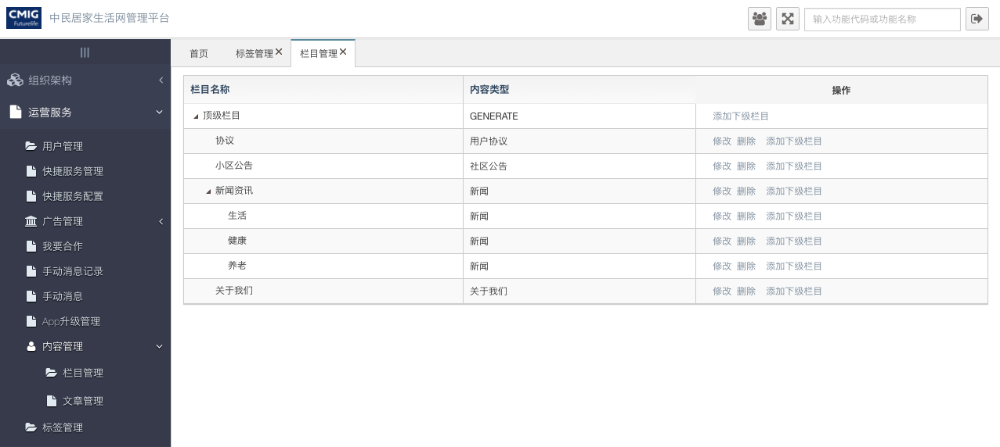 CMIG
Futurelife
中民居家生活网管理平台
输入功能代码或功能名称
首页 标签管理 栏目管理
组织架构
运营服务
用户管理
快捷服务管理
快捷服务配置
广告管理
我要合作
手动消息记录
手动消息
App升级管理
内容管理
栏目管理
文章管理
标签管理
栏目名称 内容类型 操作
顶级栏目 GENERATE 添加下级栏目
协议 用户协议 修改 删除 添加下级栏目
小区公告 社区公告 修改 删除 添加下级栏目
新闻资讯 新闻 修改 删除 添加下级栏目
生活 新闻 修改 删除 添加下级栏目
健康 新闻 修改 删除 添加下级栏目
养老 新闻 修改 删除 添加下级栏目
关于我们 关于我们 修改 删除 添加下级栏目